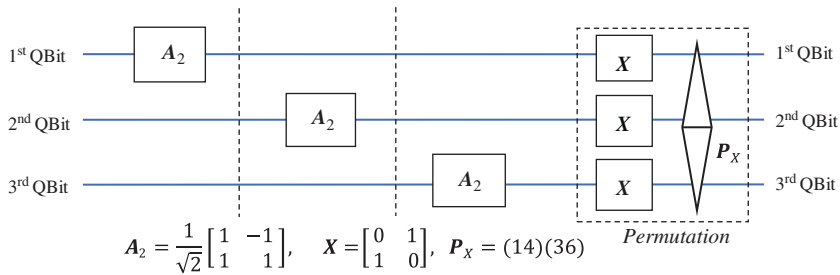 1st QBit A2 X 1st QBit
2nd QBit A2 X 2nd QBit
PX
3rd QBit A2 X 3rd QBit
Permutation
A2 = 1/√2 [1 −1; 1 1], X = [0 1; 1 0], PX = (14)(36)